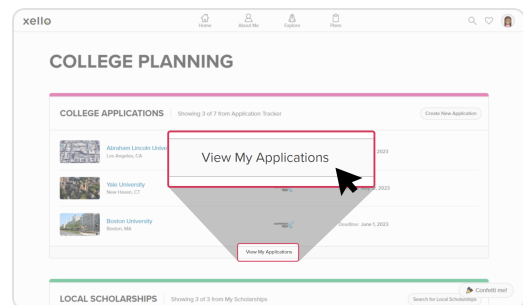 xello
Home
About Me
Explore
Plans
COLLEGE PLANNING
COLLEGE APPLICATIONS Showing 3 of 7 from Application Tracker
Create New Application
Abraham Lincoln Unive
Los Angeles, CA
2023
View My Applications
Yale University
New Haven, CT
2023
Boston University
Boston, MA
Deadline: June 1, 2023
View My Applications
LOCAL SCHOLARSHIPS Showing 3 of 3 from My Scholarships
Search for Local Scholarships
Confetti me!